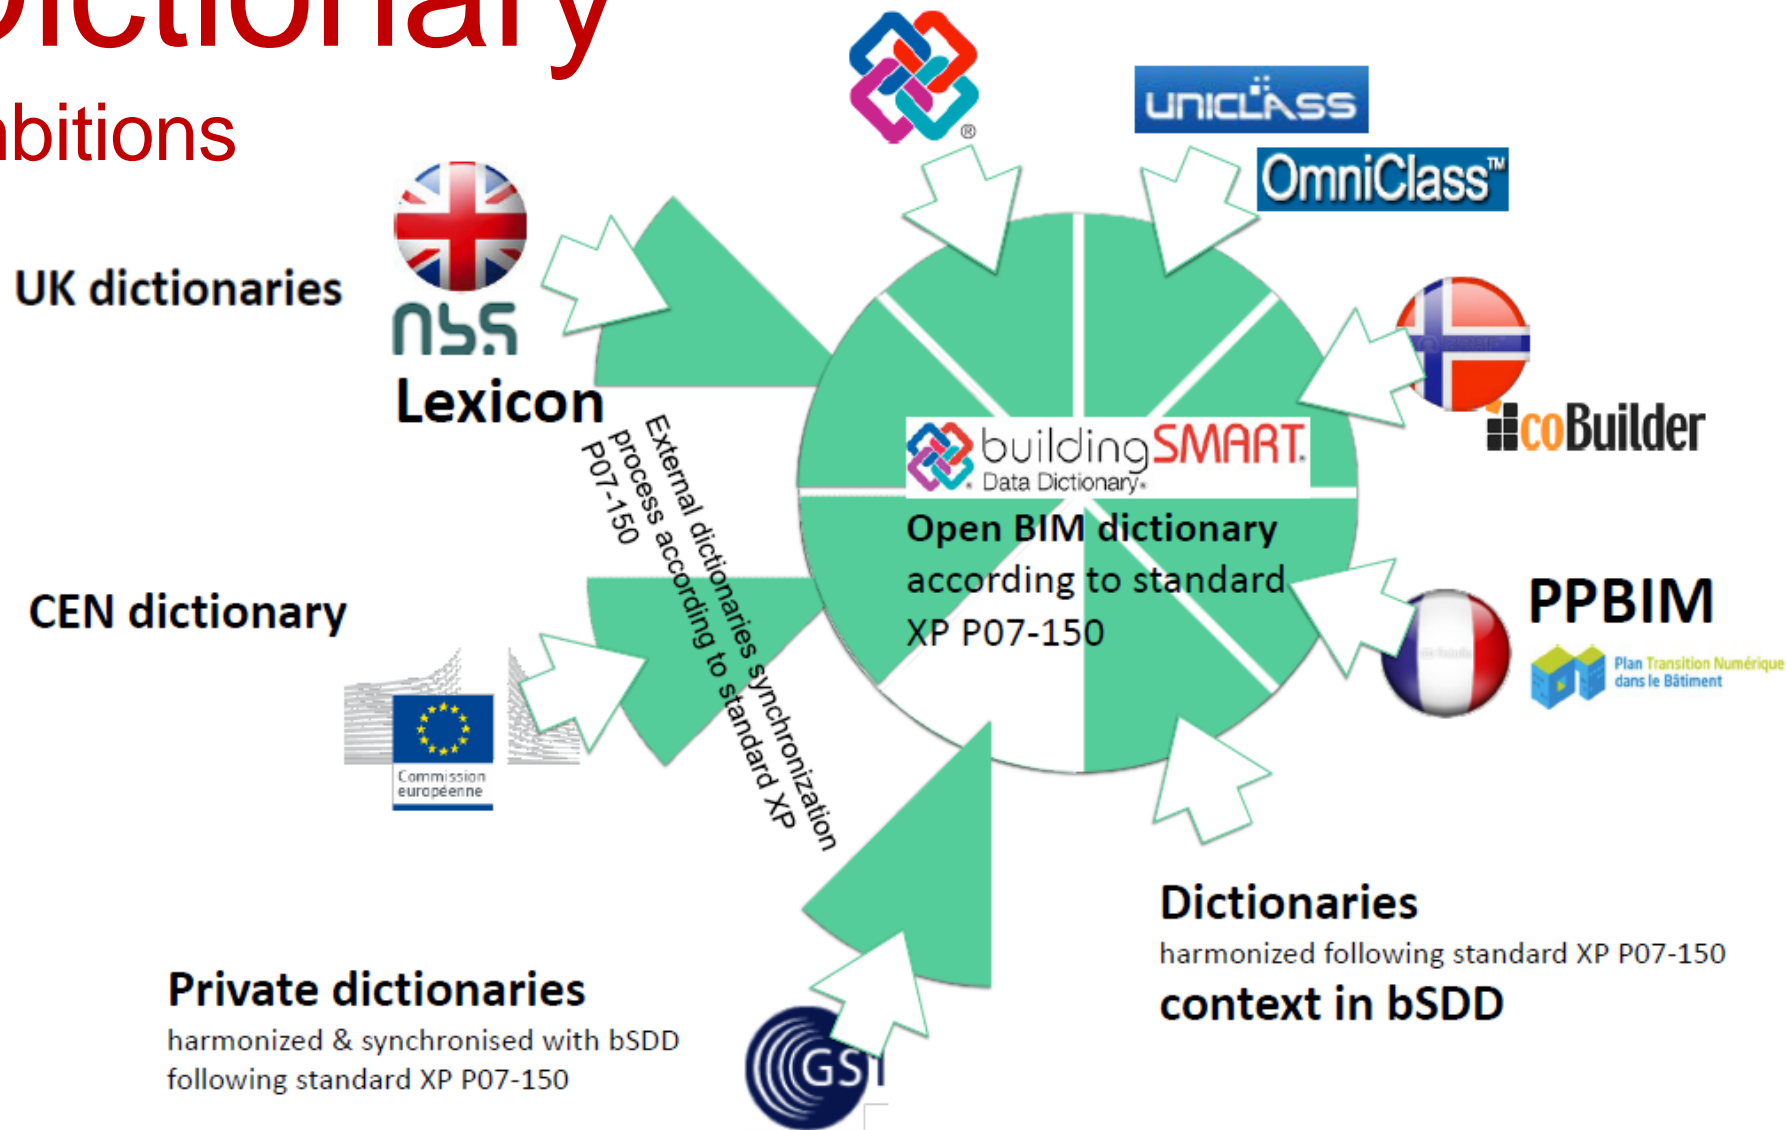 Dictionary
mbitions
®
UNICLASS
OmniClass™
UK dictionaries
nbs
Lexicon
coBuilder
External dictionaries synchronization
process according to standard XP
P07-150
buildingSMART.
Data Dictionary
Open BIM dictionary
according to standard
XP P07-150
CEN dictionary
Commission
européenne
PPBIM
Plan Transition Numérique
dans le Bâtiment
Dictionaries
harmonized following standard XP P07-150
context in bSDD
Private dictionaries
harmonized & synchronised with bSDD
following standard XP P07-150
GS1